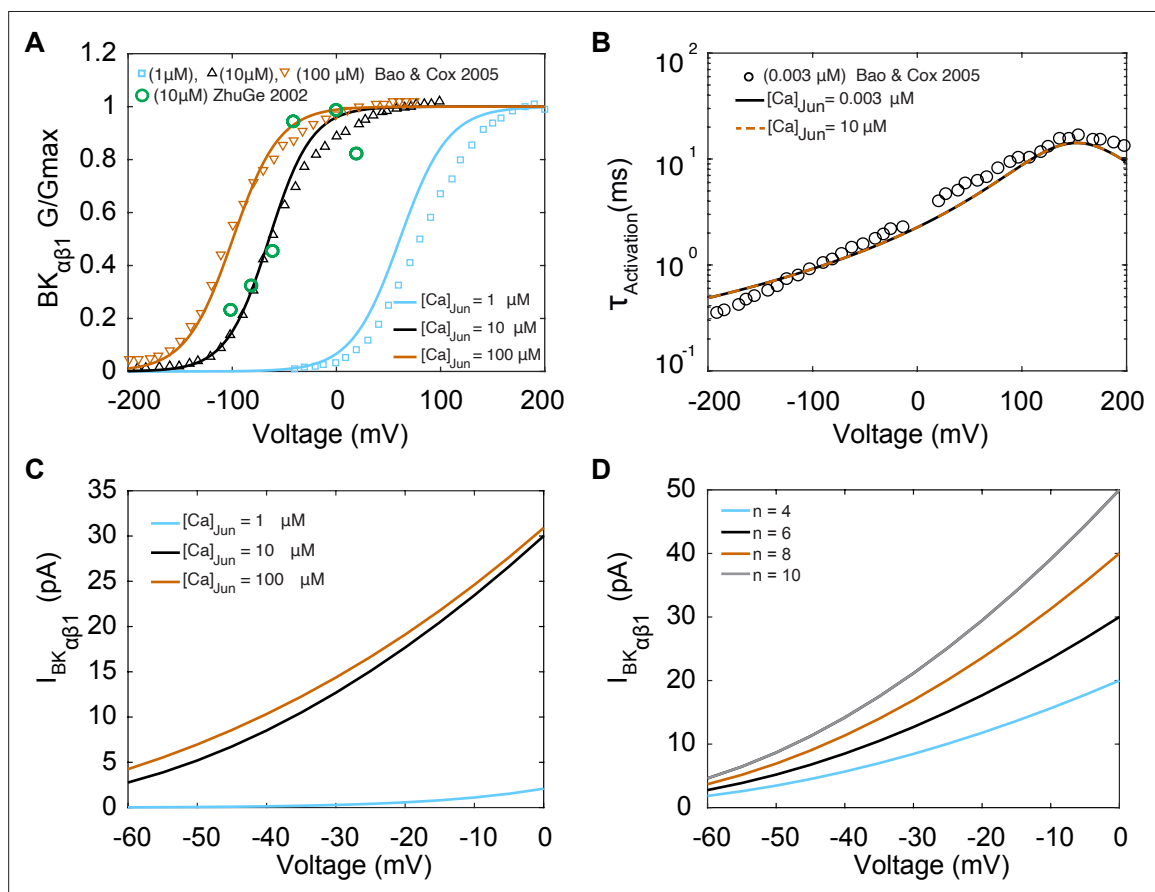 A
1.2
1
0.8
0.6
0.4
0.2
0
BK αβ1 G/Gmax
(1μM), (10μM), (100 μM) Bao & Cox 2005
(10μM) ZhuGe 2002
[Ca]Jun = 1 μM
[Ca]Jun = 10 μM
[Ca]Jun = 100 μM
-200 -100 0 100 200
Voltage (mV)
B
10^2
10^1
10^0
10^-1
τActivation(ms)
(0.003 μM) Bao & Cox 2005
[Ca]Jun= 0.003 μM
[Ca]Jun= 10 μM
-200 -100 0 100 200
Voltage (mV)
C
35
30
25
20
15
10
5
0
IBKαβ1 (pA)
[Ca]Jun = 1 μM
[Ca]Jun = 10 μM
[Ca]Jun = 100 μM
-60 -50 -40 -30 -20 -10 0
Voltage (mV)
D
50
40
30
20
10
0
IBKαβ1 (pA)
n = 4
n = 6
n = 8
n = 10
-60 -50 -40 -30 -20 -10 0
Voltage (mV)